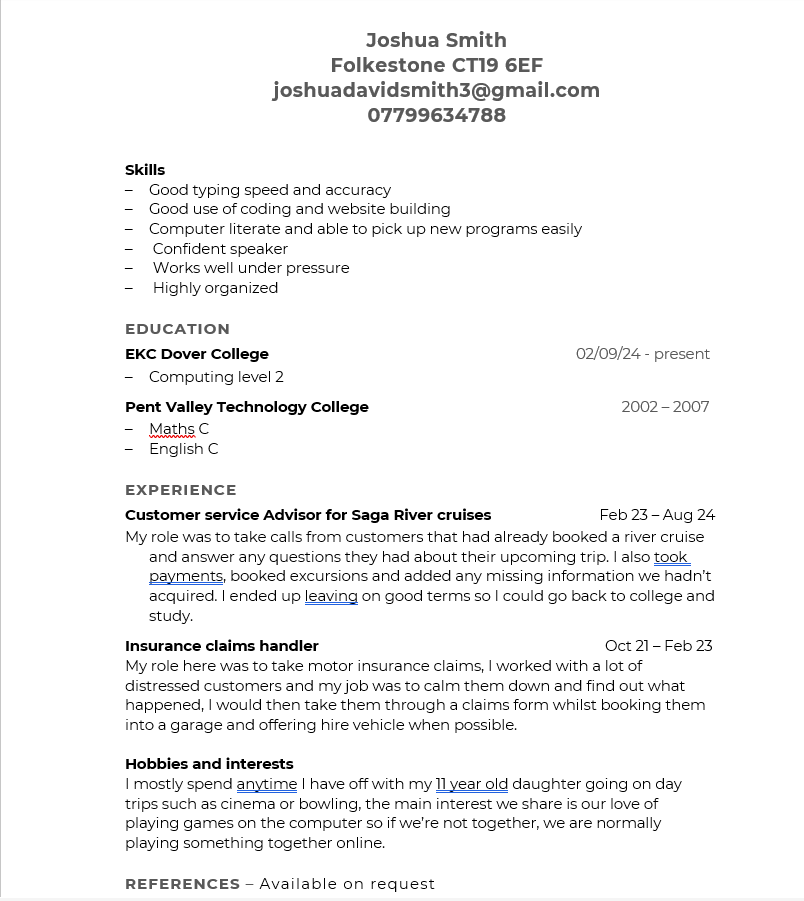 Joshua Smith
Folkestone CT19 6EF
joshuadavidsmith3@gmail.com
07799634788
Skills
– Good typing speed and accuracy
– Good use of coding and website building
– Computer literate and able to pick up new programs easily
– Confident speaker
– Works well under pressure
– Highly organized
EDUCATION
EKC Dover College 02/09/24 - present
– Computing level 2
Pent Valley Technology College 2002 – 2007
– Maths C
– English C
EXPERIENCE
Customer service Advisor for Saga River cruises Feb 23 – Aug 24
My role was to take calls from customers that had already booked a river cruise
and answer any questions they had about their upcoming trip. I also took
payments, booked excursions and added any missing information we hadn’t
acquired. I ended up leaving on good terms so I could go back to college and
study.
Insurance claims handler Oct 21 – Feb 23
My role here was to take motor insurance claims, I worked with a lot of
distressed customers and my job was to calm them down and find out what
happened, I would then take them through a claims form whilst booking them
into a garage and offering hire vehicle when possible.
Hobbies and interests
I mostly spend anytime I have off with my 11 year old daughter going on day
trips such as cinema or bowling, the main interest we share is our love of
playing games on the computer so if we’re not together, we are normally
playing something together online.
REFERENCES – Available on request